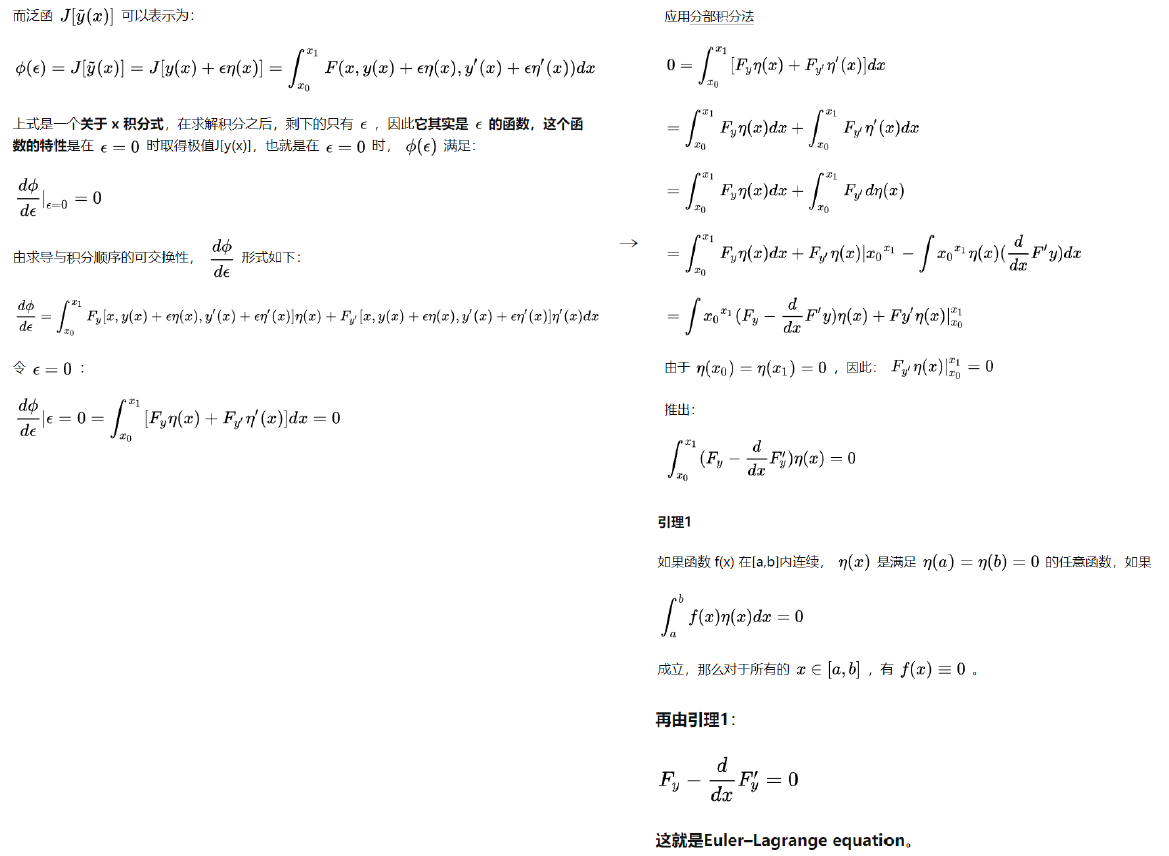 而泛函 $J[\tilde{y}(x)]$ 可以表示为：
$\phi(\epsilon) = J[\tilde{y}(x)] = J[y(x) + \epsilon\eta(x)] = \int_{x_0}^{x_1} F(x, y(x) + \epsilon\eta(x), y'(x) + \epsilon\eta'(x))dx$
上式是一个关于 x 积分式，在求解积分之后，剩下的只有 $\epsilon$ ，因此它其实是 $\epsilon$ 的函数，这个函
数的特性是在 $\epsilon = 0$ 时取得极值J[y(x)]，也就是在 $\epsilon = 0$ 时， $\phi(\epsilon)$ 满足：
$\frac{d\phi}{d\epsilon}|_{\epsilon=0} = 0$
由求导与积分顺序的可交换性， $\frac{d\phi}{d\epsilon}$ 形式如下：
$\frac{d\phi}{d\epsilon} = \int_{x_0}^{x_1} F_y[x, y(x) + \epsilon\eta(x), y'(x) + \epsilon\eta'(x)]\eta(x) + F_{y'}[x, y(x) + \epsilon\eta(x), y'(x) + \epsilon\eta'(x)]\eta'(x)dx$
令 $\epsilon = 0$ ：
$\frac{d\phi}{d\epsilon}|\epsilon = 0 = \int_{x_0}^{x_1} [F_y\eta(x) + F_{y'}\eta'(x)]dx = 0$
→
应用分部积分法
$0 = \int_{x_0}^{x_1} [F_y\eta(x) + F_{y'}\eta'(x)]dx$
$= \int_{x_0}^{x_1} F_y\eta(x)dx + \int_{x_0}^{x_1} F_{y'}\eta'(x)dx$
$= \int_{x_0}^{x_1} F_y\eta(x)dx + \int_{x_0}^{x_1} F_{y'}d\eta(x)$
$= \int_{x_0}^{x_1} F_y\eta(x)dx + F_{y'}\eta(x)|{x_0}^{x_1} - \int {x_0}^{x_1}\eta(x)(\frac{d}{dx}F'y)dx$
$= \int {x_0}^{x_1}(F_y - \frac{d}{dx}F'y)\eta(x) + Fy'\eta(x)|_{x_0}^{x_1}$
由于 $\eta(x_0) = \eta(x_1) = 0$ ，因此： $F_{y'}\eta(x)|_{x_0}^{x_1} = 0$
推出：
$\int_{x_0}^{x_1} (F_y - \frac{d}{dx}F_y')\eta(x) = 0$
引理1
如果函数 f(x) 在[a,b]内连续， $\eta(x)$ 是满足 $\eta(a) = \eta(b) = 0$ 的任意函数，如果
$\int_a^b f(x)\eta(x)dx = 0$
成立，那么对于所有的 $x \in [a, b]$ ，有 $f(x) \equiv 0$ 。
再由引理1：
$F_y - \frac{d}{dx}F_y' = 0$
这就是Euler–Lagrange equation。